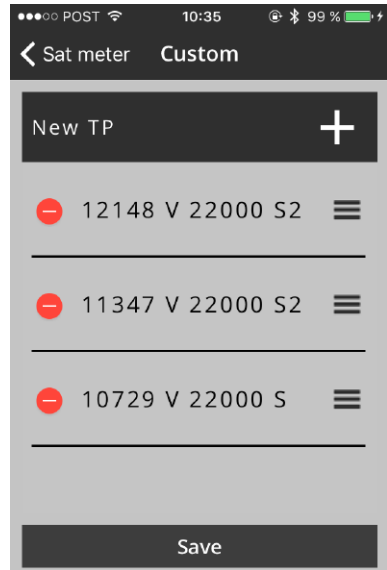 POST 10:35 99 %
Sat meter Custom
New TP
12148 V 22000 S2
11347 V 22000 S2
10729 V 22000 S
Save